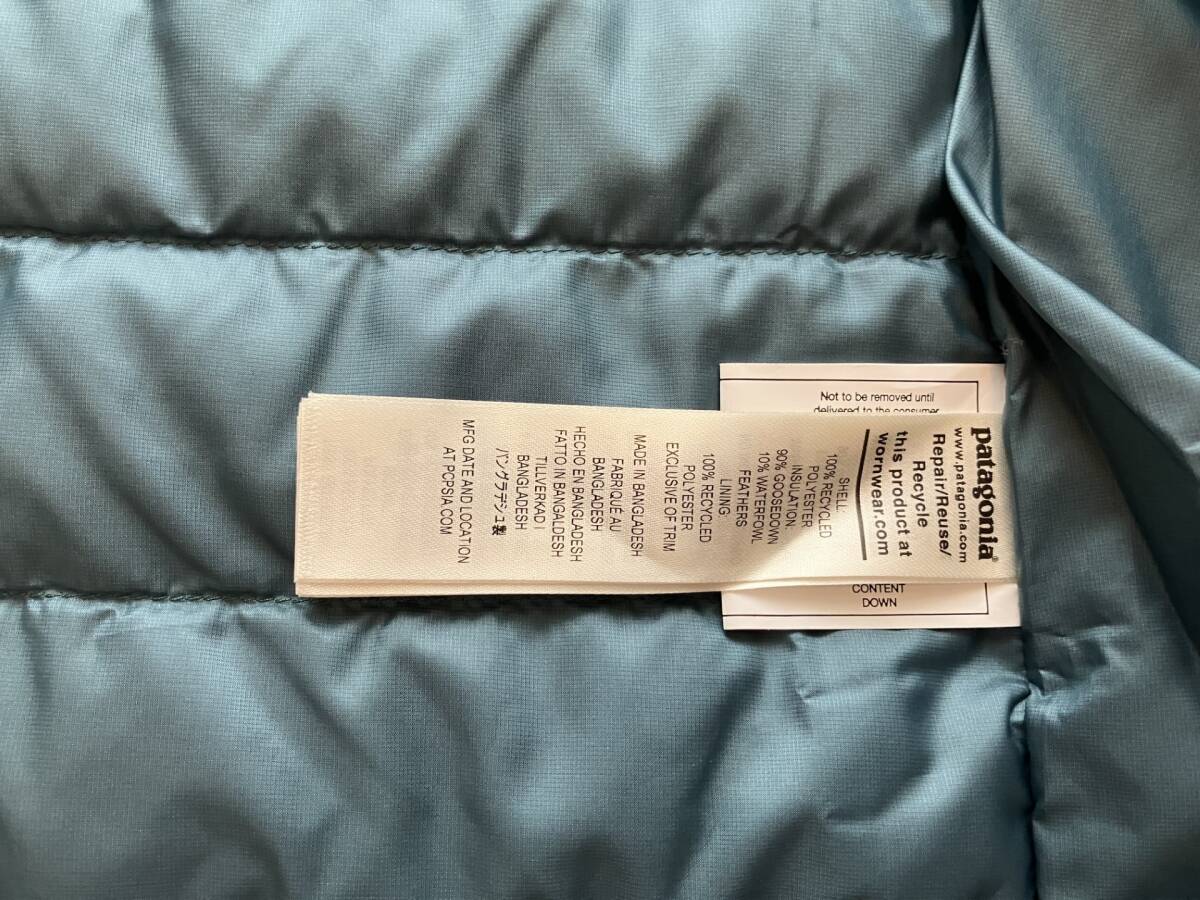 patagonia®
www.patagonia.com
Repair/Reuse/
Recycle
this product at
wornwear.com
SHELL:
100% RECYCLED
POLYESTER
INSULATION:
90% GOOSEDOWN
10% WATERFOWL
FEATHERS
LINING
100% RECYCLED
POLYESTER
EXCLUSIVE OF TRIM
MADE IN BANGLADESH
FABRIQUÉ AU
BANGLADESH
HECHO EN BANGLADESH
FATTO IN BANGALDESH
TILLVERKAD I
BANGLADESH
バングラデシュ製
MFG DATE AND LOCATION
AT PCPSIA.COM
Not to be removed until
delivered to the consumer
CONTENT
DOWN